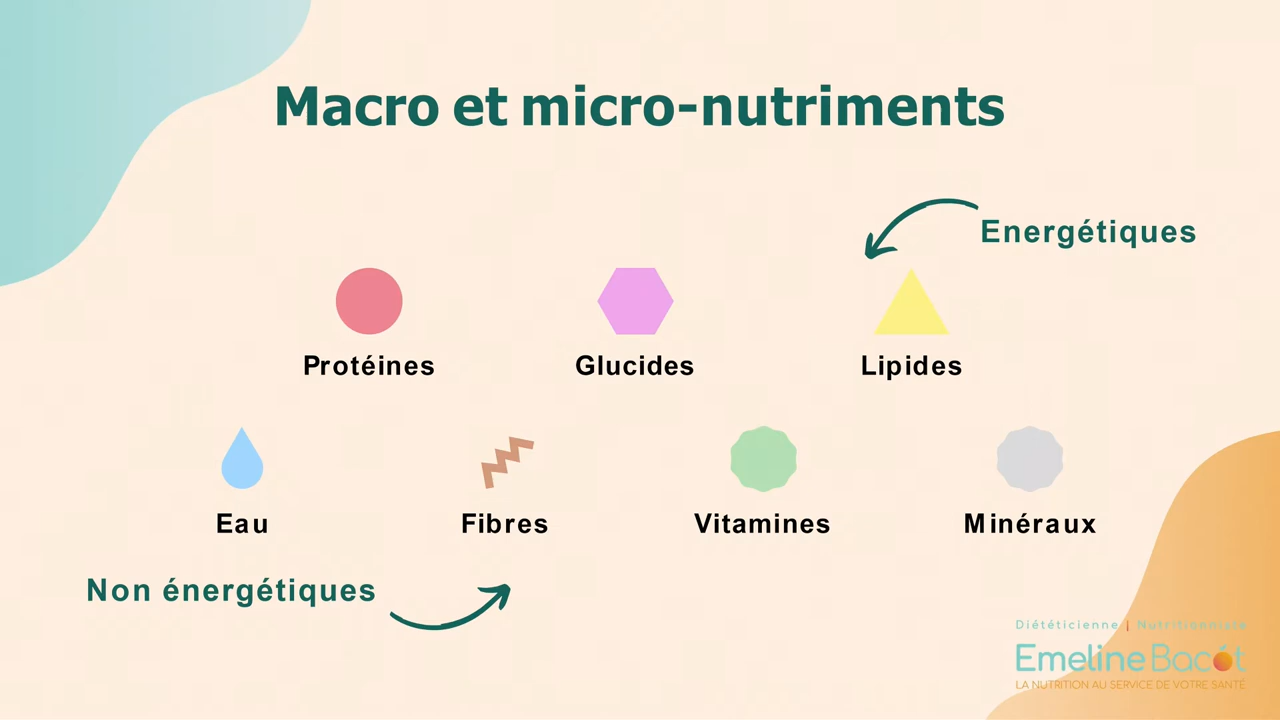 Macro et micro-nutriments
Energétiques
Protéines
Glucides
Lipides
Eau
Fibres
Vitamines
Minéraux
Non énergétiques
Diététicienne | Nutritionniste
Emeline Bacot
LA NUTRITION AU SERVICE DE VOTRE SANTÉ